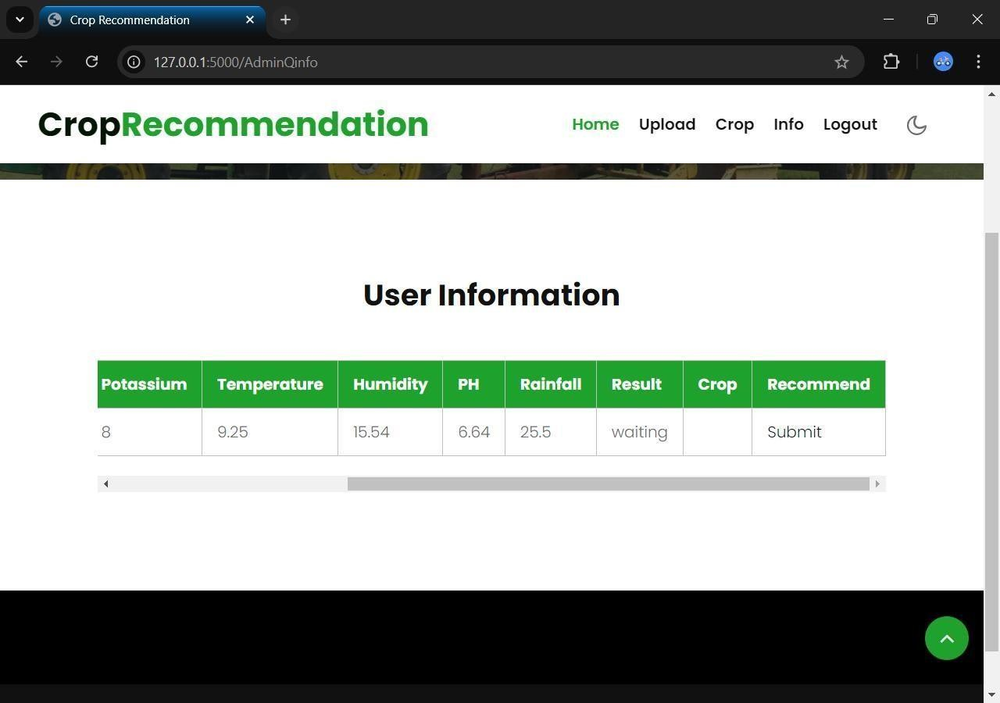 Crop Recommendation
127.0.0.1:5000/AdminQinfo
CropRecommendation Home Upload Crop Info Logout
User Information
Potassium Temperature Humidity PH Rainfall Result Crop Recommend
8 9.25 15.54 6.64 25.5 waiting Submit